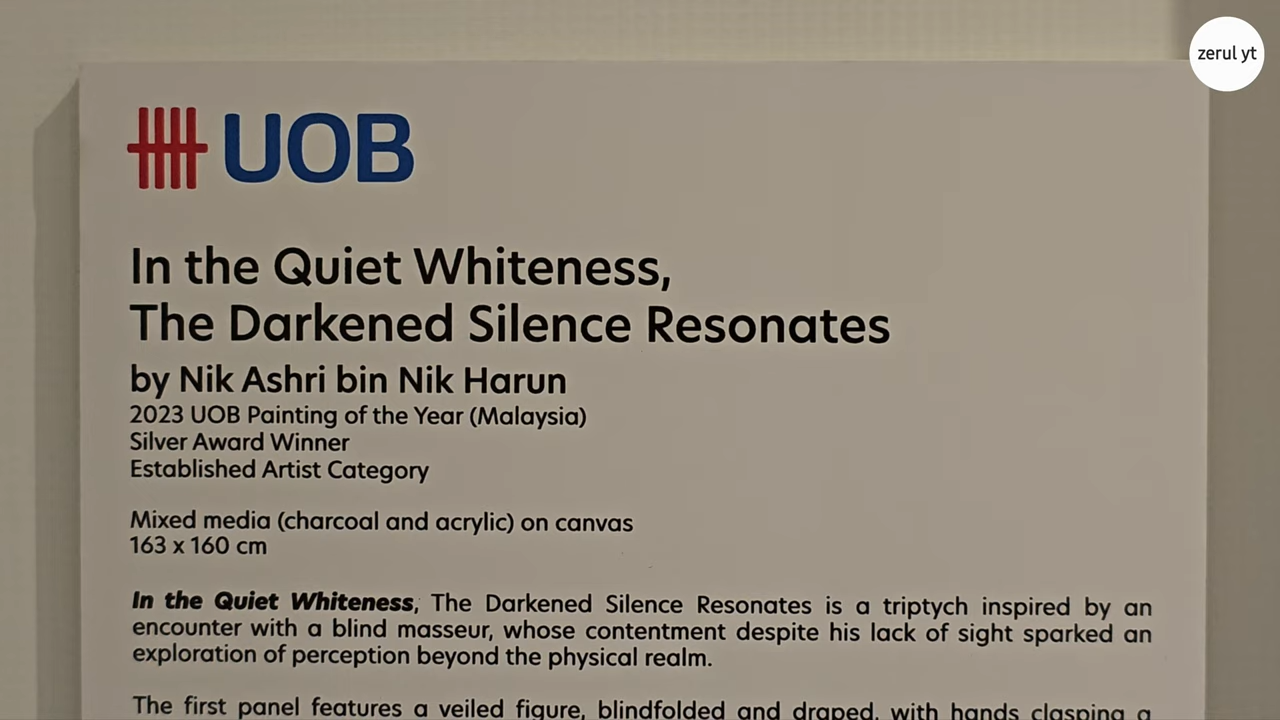 zerul yt
UOB
In the Quiet Whiteness,
The Darkened Silence Resonates
by Nik Ashri bin Nik Harun
2023 UOB Painting of the Year (Malaysia)
Silver Award Winner
Established Artist Category
Mixed media (charcoal and acrylic) on canvas
163 x 160 cm
In the Quiet Whiteness, The Darkened Silence Resonates is a triptych inspired by an
encounter with a blind masseur, whose contentment despite his lack of sight sparked an
exploration of perception beyond the physical realm.
The first panel features a veiled figure, blindfolded and draped, with hands clasping a